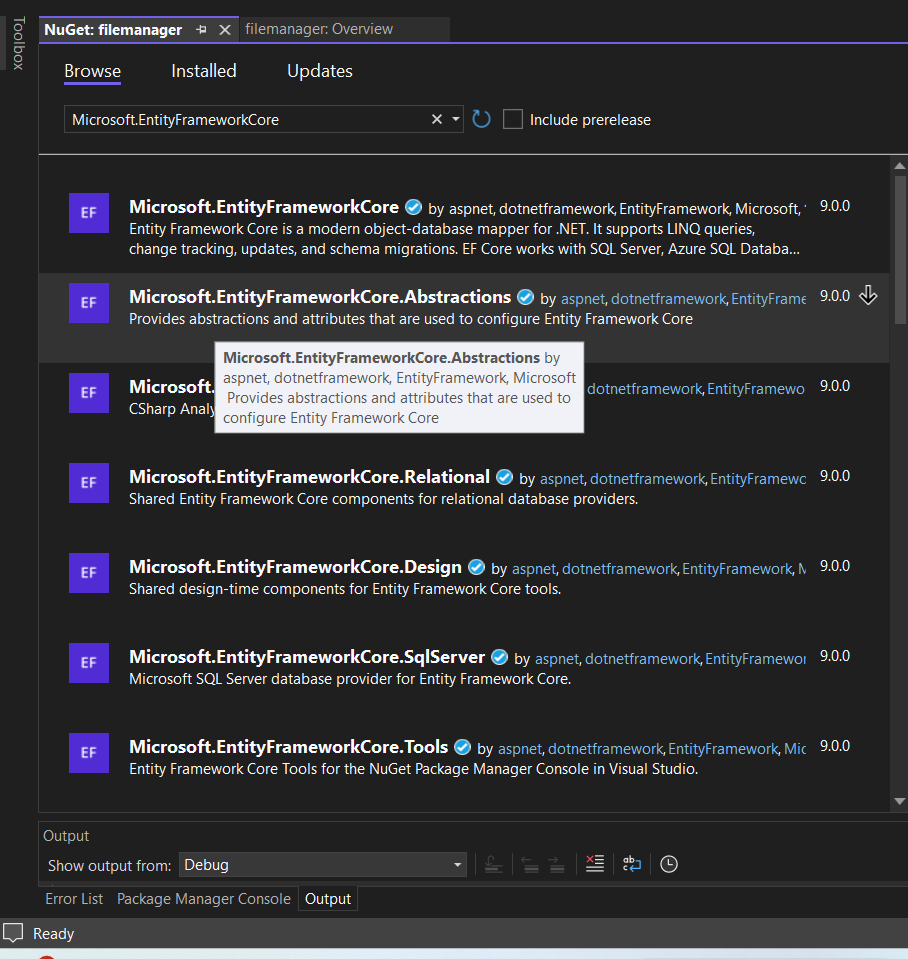 Toolbox
NuGet: filemanager
filemanager: Overview
Browse Installed Updates
Microsoft.EntityFrameworkCore
Include prerelease
EF
Microsoft.EntityFrameworkCore by aspnet, dotnetframework, EntityFramework, Microsoft, 9.0.0
Entity Framework Core is a modern object-database mapper for .NET. It supports LINQ queries,
change tracking, updates, and schema migrations. EF Core works with SQL Server, Azure SQL Databa...
EF
Microsoft.EntityFrameworkCore.Abstractions by aspnet, dotnetframework, EntityFrame 9.0.0
Provides abstractions and attributes that are used to configure Entity Framework Core
Microsoft.EntityFrameworkCore.Abstractions by
aspnet, dotnetframework, EntityFramework, Microsoft
Provides abstractions and attributes that are used to
configure Entity Framework Core
EF
Microsoft. dotnetframework, EntityFramewo 9.0.0
CSharp Analy
EF
Microsoft.EntityFrameworkCore.Relational by aspnet, dotnetframework, EntityFramewo 9.0.0
Shared Entity Framework Core components for relational database providers.
EF
Microsoft.EntityFrameworkCore.Design by aspnet, dotnetframework, EntityFramework, M 9.0.0
Shared design-time components for Entity Framework Core tools.
EF
Microsoft.EntityFrameworkCore.SqlServer by aspnet, dotnetframework, EntityFramewor 9.0.0
Microsoft SQL Server database provider for Entity Framework Core.
EF
Microsoft.EntityFrameworkCore.Tools by aspnet, dotnetframework, EntityFramework, Mic 9.0.0
Entity Framework Core Tools for the NuGet Package Manager Console in Visual Studio.
Output
Show output from: Debug
Error List Package Manager Console Output
Ready